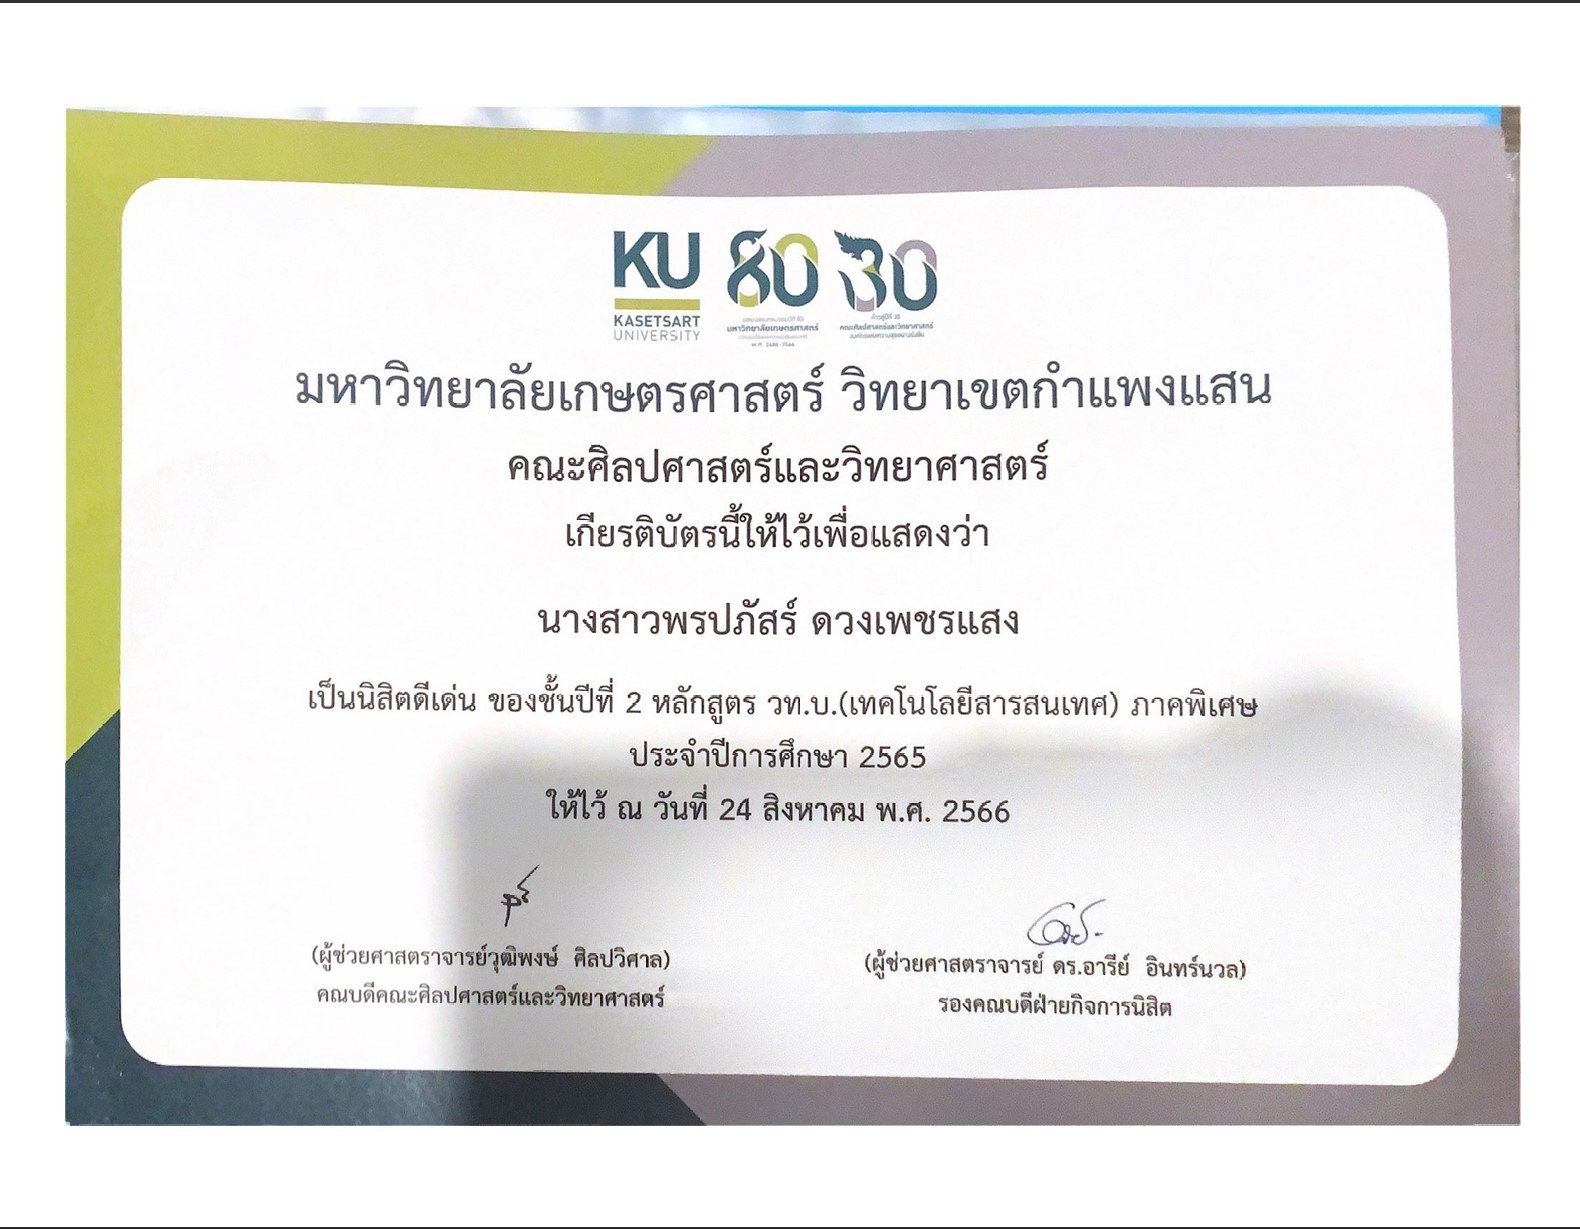 KU
KASETSART
UNIVERSITY
80
มหาวิทยาลัยเกษตรศาสตร์
พ.ศ. 2486-2566
30
คณะศิลปศาสตร์และวิทยาศาสตร์
มหาวิทยาลัยเกษตรศาสตร์ วิทยาเขตกำแพงแสน
คณะศิลปศาสตร์และวิทยาศาสตร์
เกียรติบัตรนี้ให้ไว้เพื่อแสดงว่า
นางสาวพรปภัสร์ ดวงเพชรแสง
เป็นนิสิตดีเด่น ของชั้นปีที่ 2 หลักสูตร วท.บ.(เทคโนโลยีสารสนเทศ) ภาคพิเศษ
ประจำปีการศึกษา 2565
ให้ไว้ ณ วันที่ 24 สิงหาคม พ.ศ. 2566
(ผู้ช่วยศาสตราจารย์วุฒิพงษ์ ศิลปวิศาล)
คณบดีคณะศิลปศาสตร์และวิทยาศาสตร์
(ผู้ช่วยศาสตราจารย์ ดร.อารีย์ อินทร์นวล)
รองคณบดีฝ่ายกิจการนิสิต